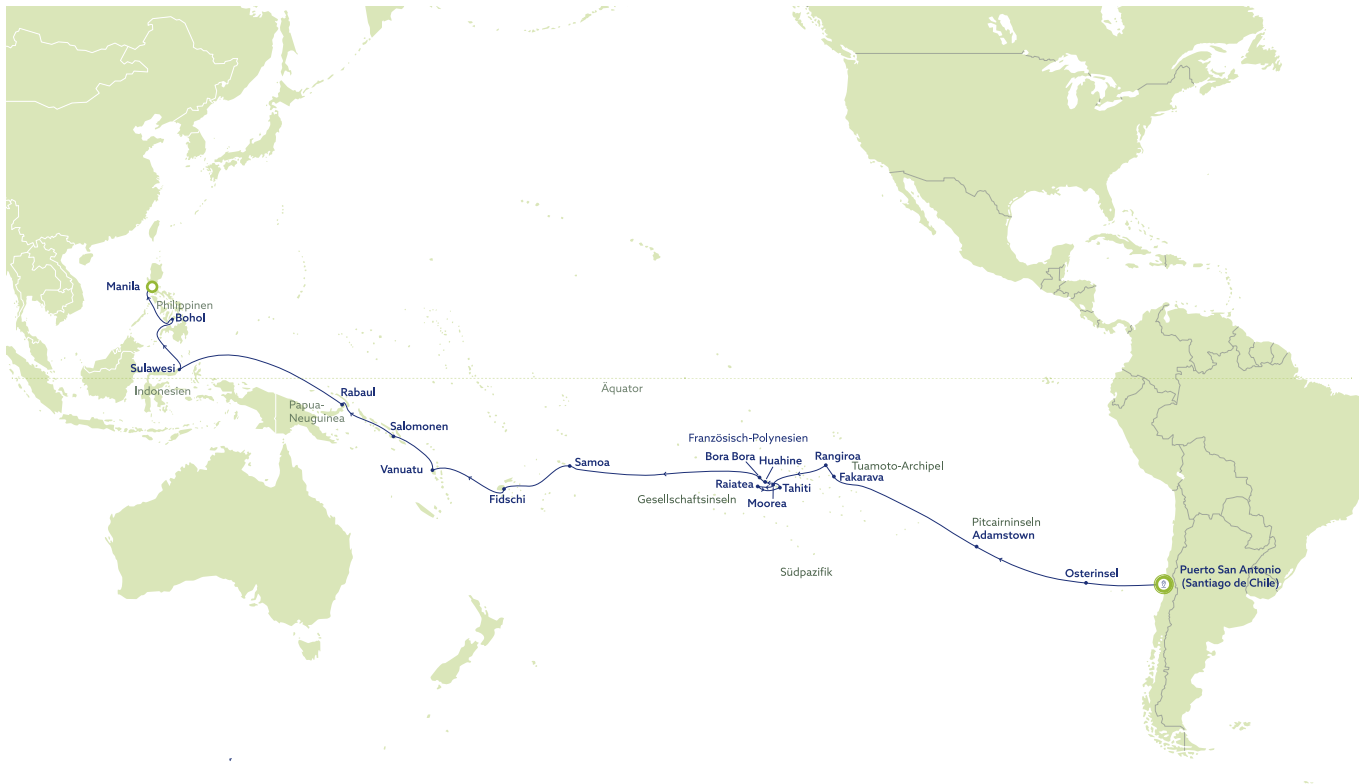 Manila
Philippinen
Bohol
Sulawesi
Indonesien
Äquator
Rabaul
Papua-
Neuguinea
Salomonen
Vanuatu
Fidschi
Samoa
Französisch-Polynesien
Bora Bora
Huahine
Raiatea
Tahiti
Moorea
Gesellschaftsinseln
Rangiroa
Tuamoto-Archipel
Fakarava
Pitcairninseln
Adamstown
Südpazifik
Osterinsel
Puerto San Antonio
(Santiago de Chile)